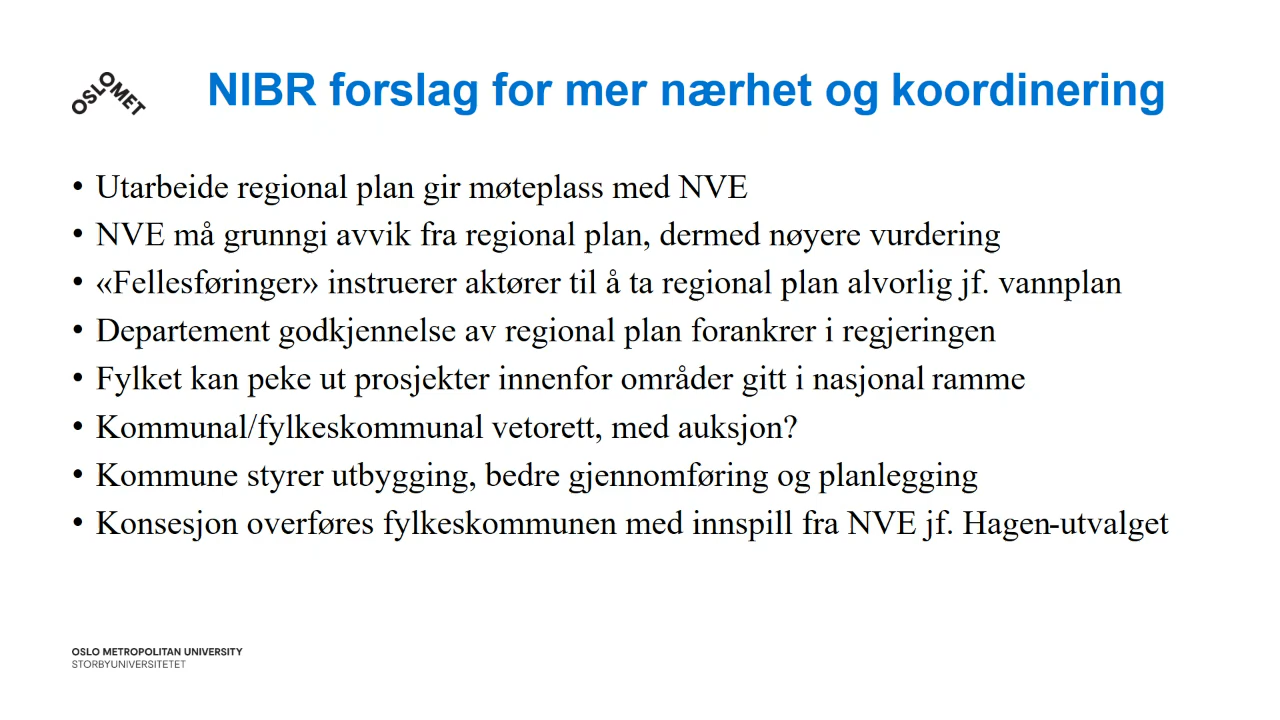 OSLOMET
NIBR forslag for mer nærhet og koordinering
• Utarbeide regional plan gir møteplass med NVE
• NVE må grunngi avvik fra regional plan, dermed nøyere vurdering
• «Fellesføringer» instruerer aktører til å ta regional plan alvorlig jf. vannplan
• Departement godkjennelse av regional plan forankrer i regjeringen
• Fylket kan peke ut prosjekter innenfor områder gitt i nasjonal ramme
• Kommunal/fylkeskommunal vetorett, med auksjon?
• Kommune styrer utbygging, bedre gjennomføring og planlegging
• Konsesjon overføres fylkeskommunen med innspill fra NVE jf. Hagen-utvalget
OSLO METROPOLITAN UNIVERSITY
STORBYUNIVERSITETET